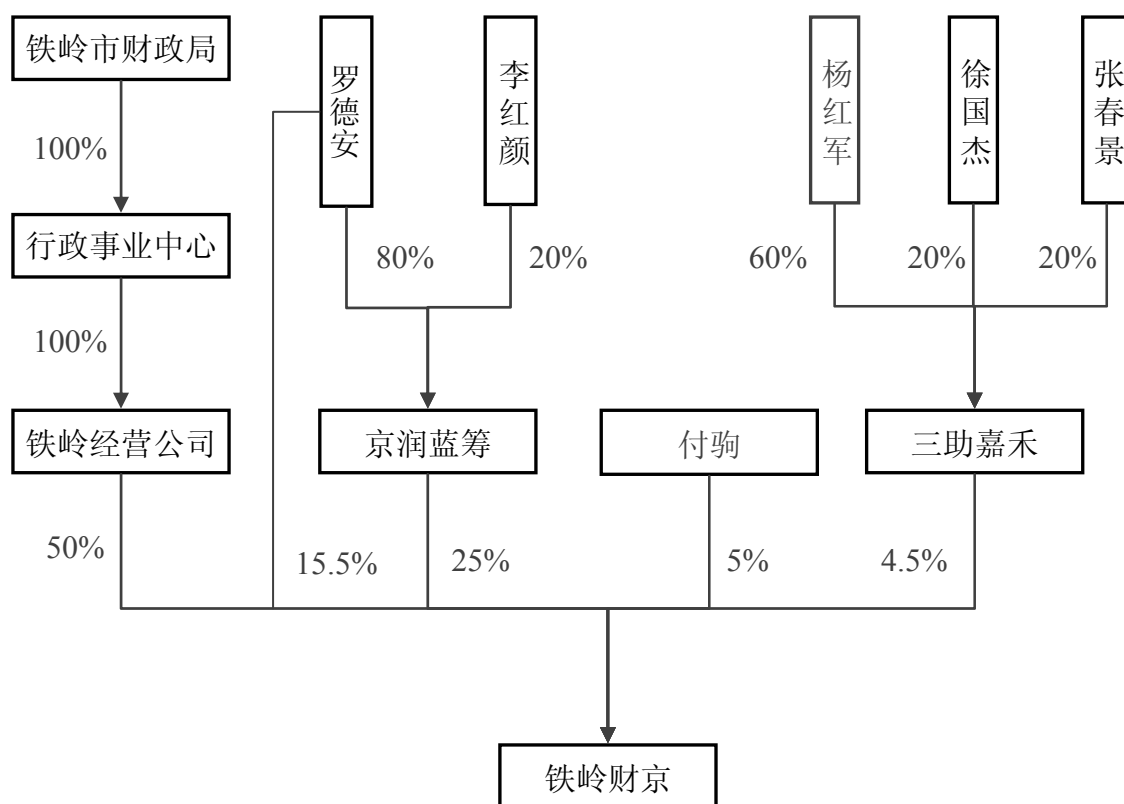 铁岭市财政局
罗德安
李红颜
杨红军
徐国杰
张春景
100%
行政事业中心
80%
20%
60%
20%
20%
100%
铁岭经营公司
京润蓝筹
付驹
三助嘉禾
50%
15.5%
25%
5%
4.5%
铁岭财京